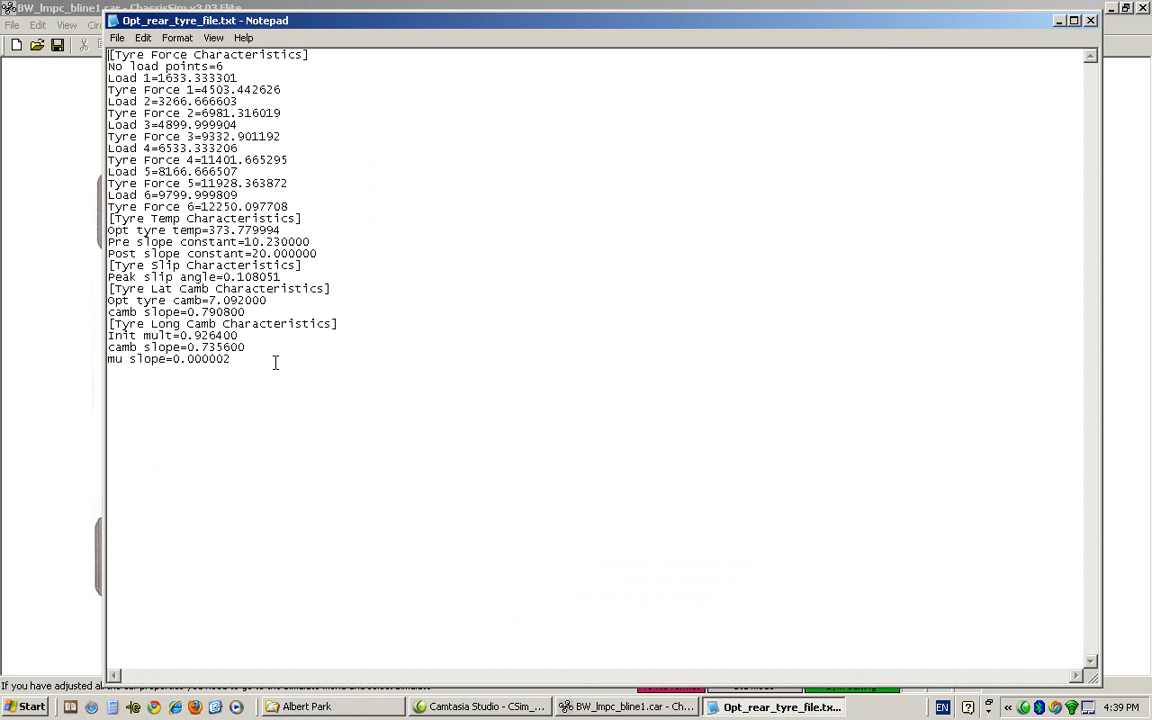 BW_lmpc_bline1.car - ChassisSim v3.03 Elite
Opt_rear_tyre_file.txt - Notepad
File Edit View
File Edit Format View Help
[Tyre Force Characteristics]
No load points=6
Load 1=1633.333301
Tyre Force 1=4503.442626
Load 2=3266.666603
Tyre Force 2=6981.316019
Load 3=4899.999904
Tyre Force 3=9332.901192
Load 4=6533.333206
Tyre Force 4=11401.665295
Load 5=8166.666507
Tyre Force 5=11928.363872
Load 6=9799.999809
Tyre Force 6=12250.097708
[Tyre Temp Characteristics]
Opt tyre temp=373.779994
Pre slope constant=10.230000
Post slope constant=20.000000
[Tyre Slip Characteristics]
Peak slip angle=0.108051
[Tyre Lat Camb Characteristics]
Opt tyre camb=7.092000
camb slope=0.790800
[Tyre Long Camb Characteristics]
Init mult=0.926400
camb slope=0.735600
mu slope=0.000002
If you have adjusted
Start
Albert Park
Camtasia Studio - CSim_...
BW_lmpc_bline1.car - Ch...
Opt_rear_tyre_file.tx...
EN
4:39 PM